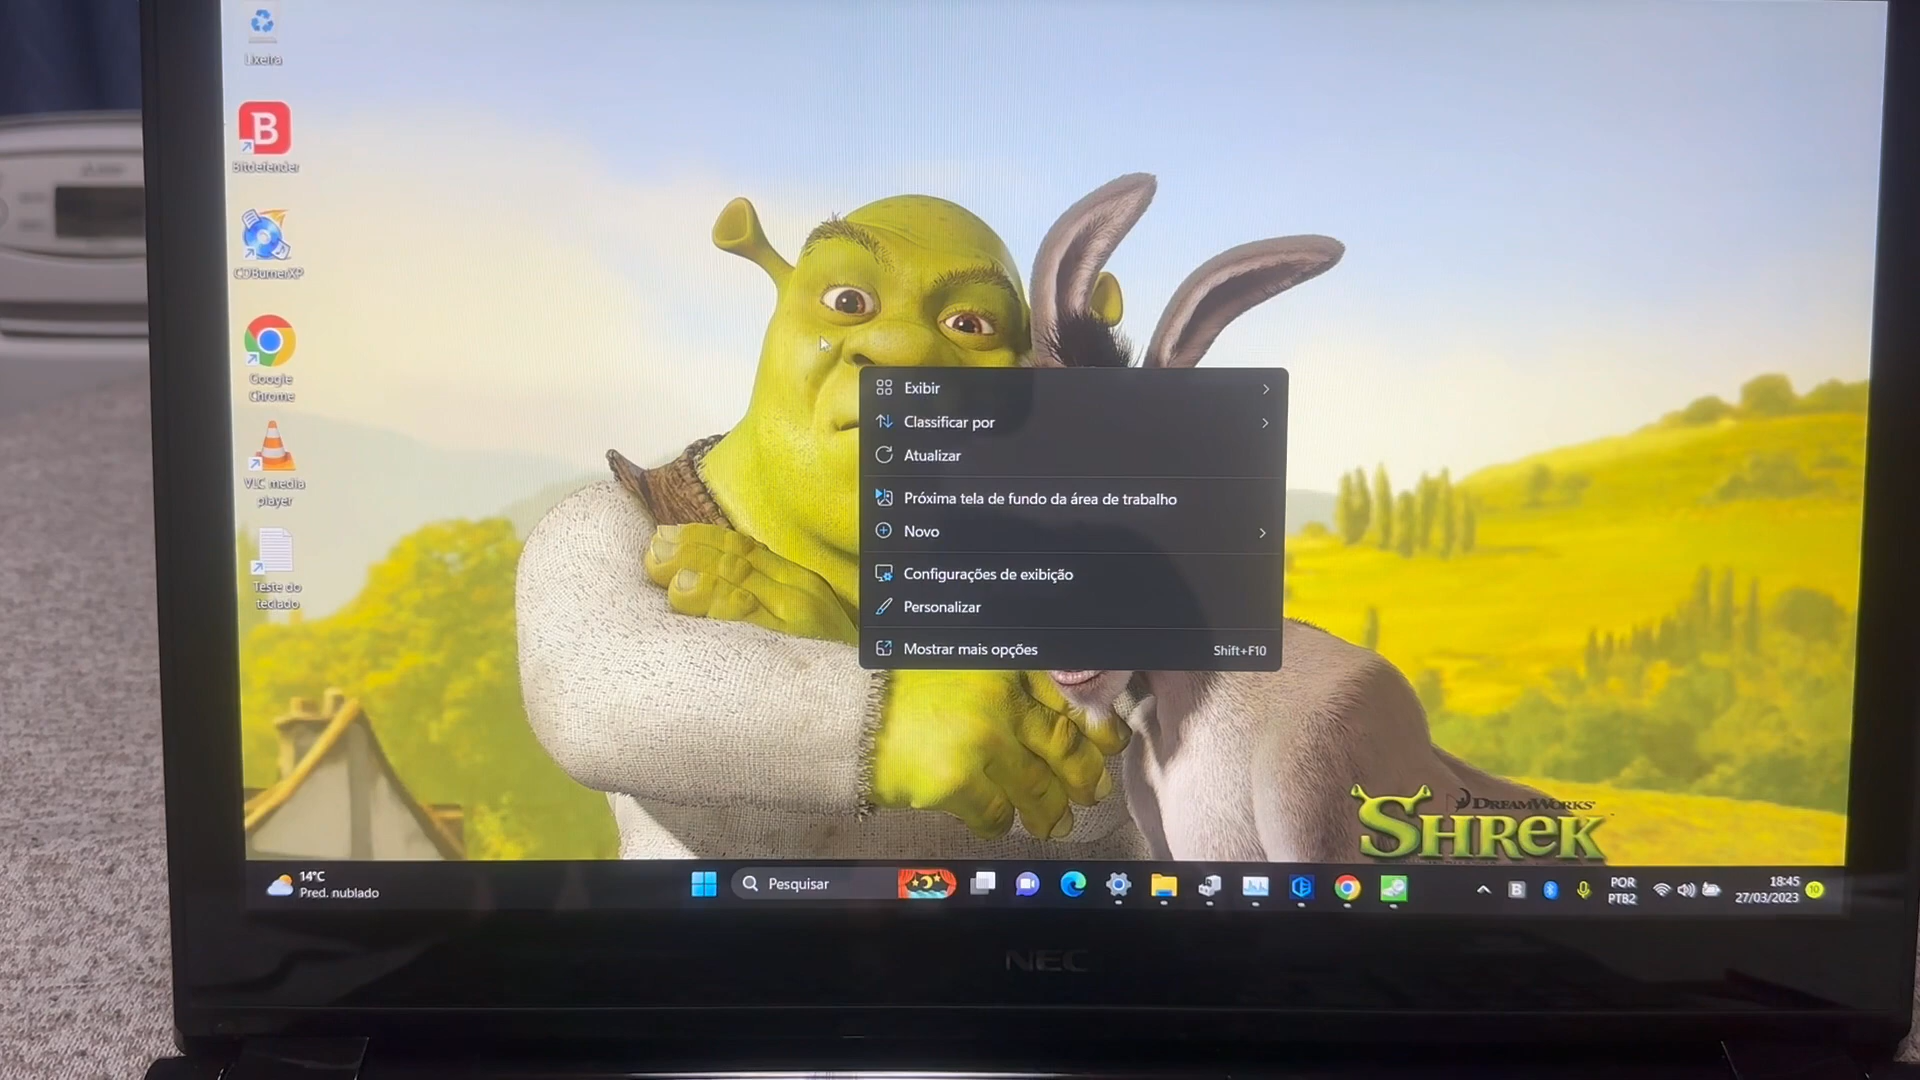 Lixeira
B
Bitdefender
CDBurnerXP
Google
Chrome
VLC media
player
Teste do
teclado
Exibir
Classificar por
Atualizar
Próxima tela de fundo da área de trabalho
Novo
Configurações de exibição
Personalizar
Mostrar mais opções Shift+F10
DREAMWORKS
SHREK
14°C
Pred. nublado
Pesquisar
B
POR
PTB2
18:45
27/03/2023
10
NEC